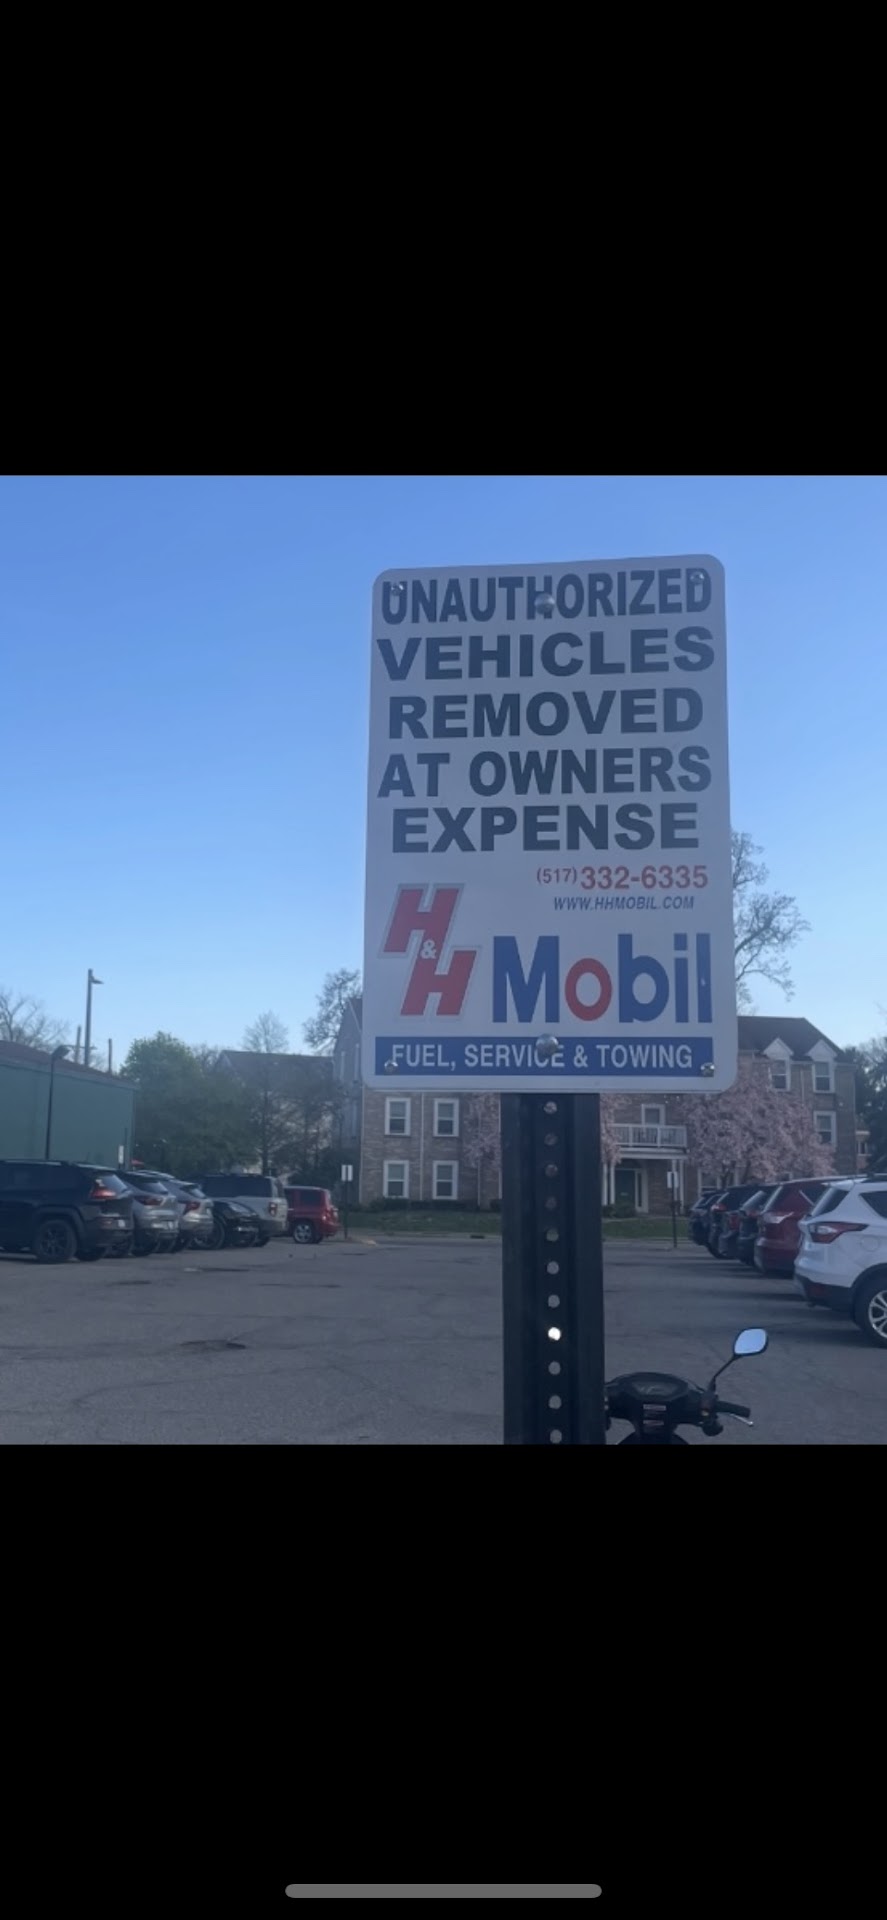 UNAUTHORIZED
VEHICLES
REMOVED
AT OWNERS
EXPENSE
(517) 332-6335
WWW.HHMOBIL.COM
H&H Mobil
FUEL, SERVICE & TOWING